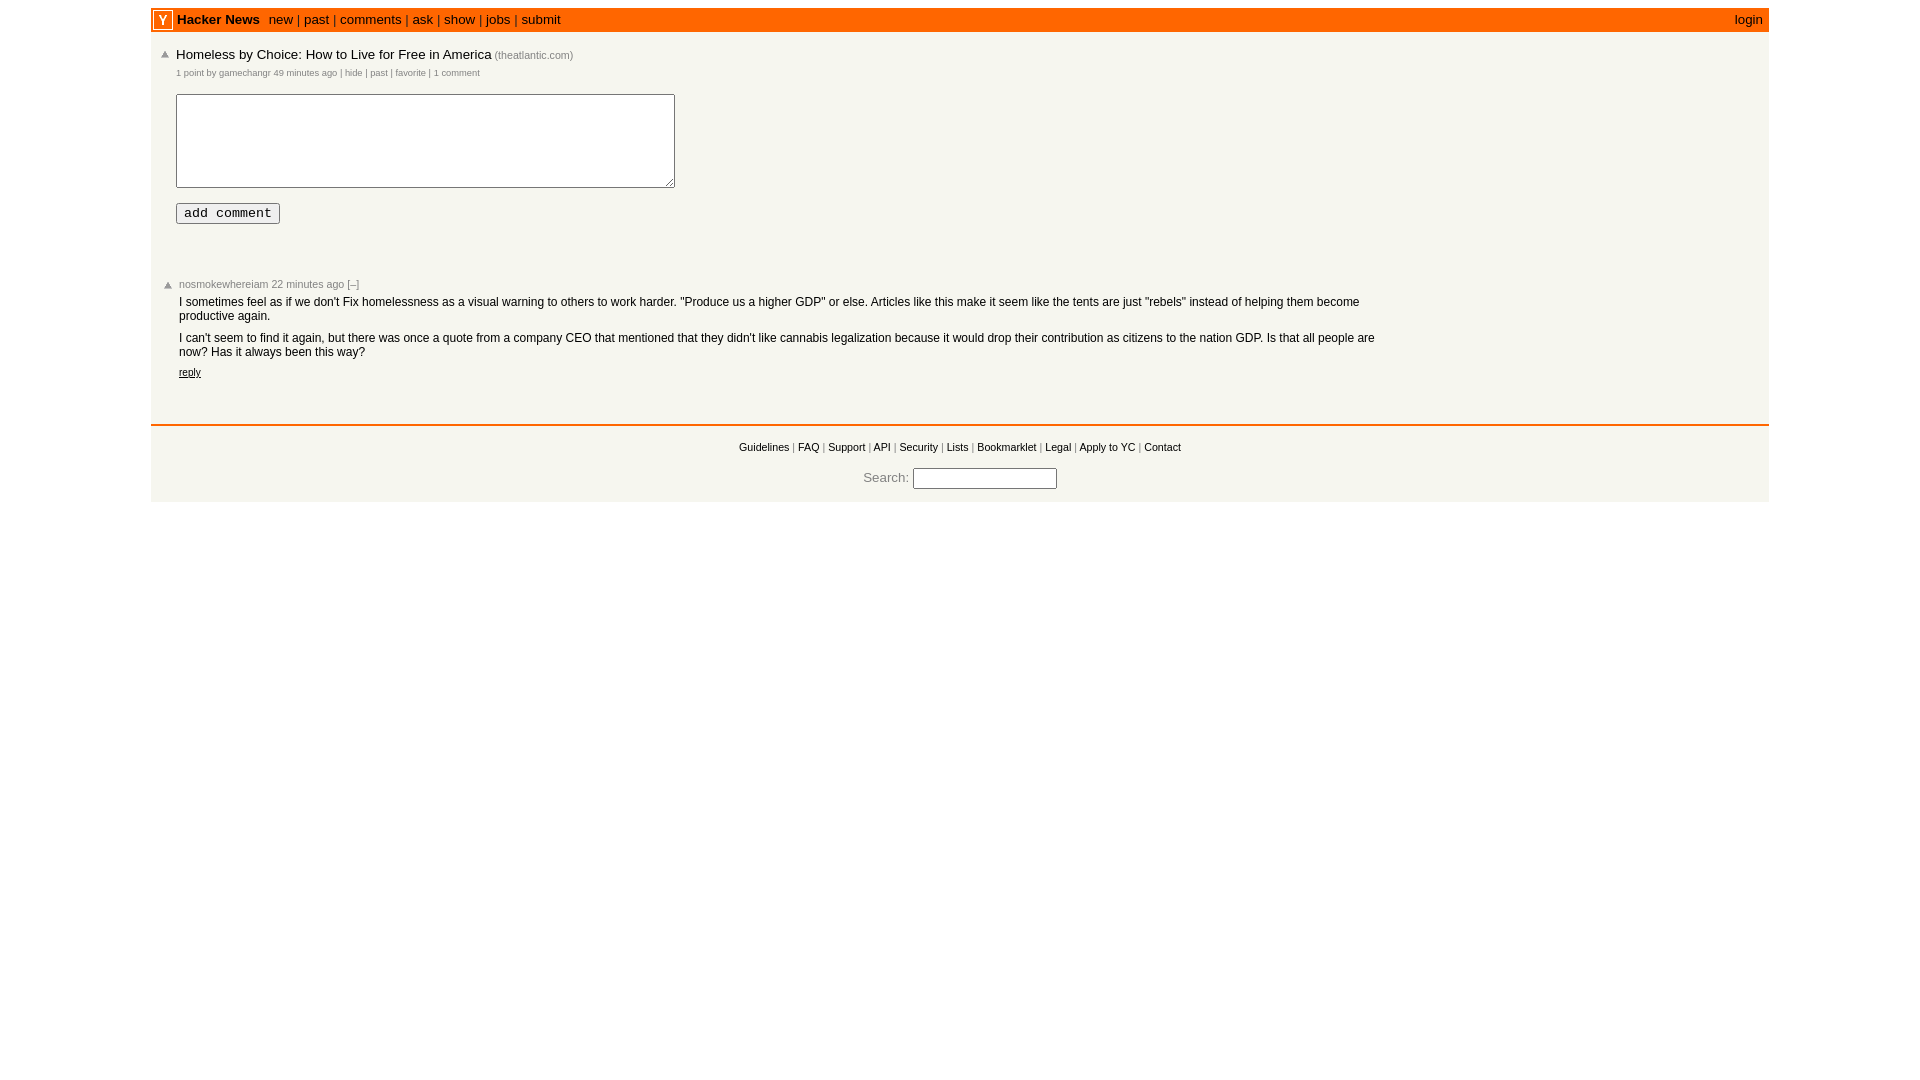 Y Hacker News new | past | comments | ask | show | jobs | submit login
Homeless by Choice: How to Live for Free in America (theatlantic.com)
1 point by gamechangr 49 minutes ago | hide | past | favorite | 1 comment
add comment
nosmokewhereiam 22 minutes ago [–]
I sometimes feel as if we don't Fix homelessness as a visual warning to others to work harder. "Produce us a higher GDP" or else. Articles like this make it seem like the tents are just "rebels" instead of helping them become
productive again.
I can't seem to find it again, but there was once a quote from a company CEO that mentioned that they didn't like cannabis legalization because it would drop their contribution as citizens to the nation GDP. Is that all people are
now? Has it always been this way?
reply
Guidelines | FAQ | Support | API | Security | Lists | Bookmarklet | Legal | Apply to YC | Contact
Search: